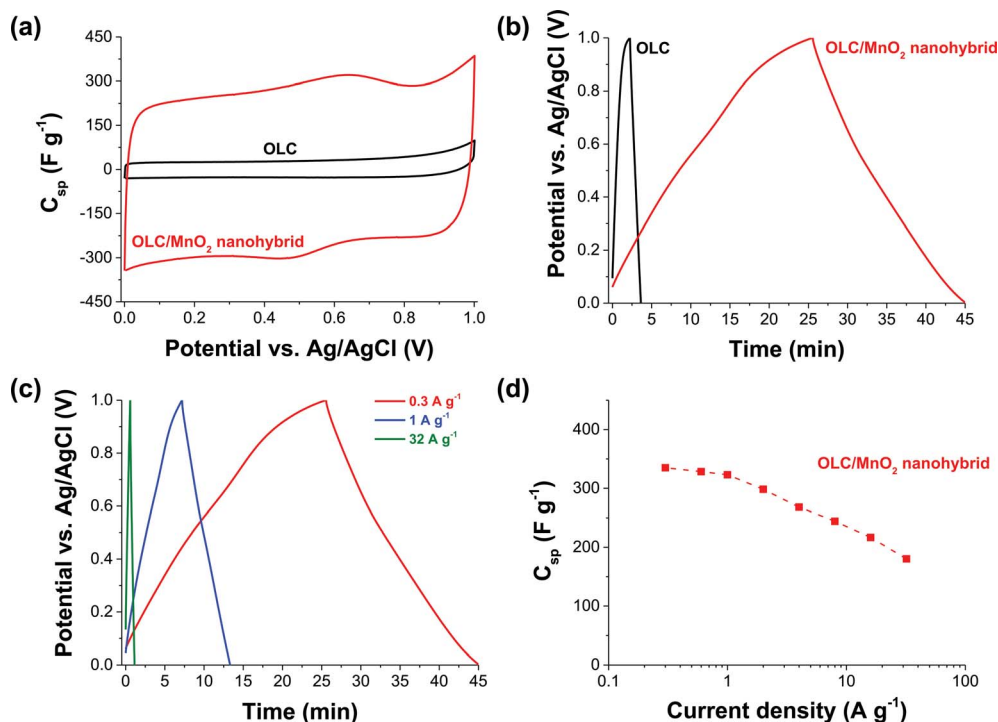 (a)
450
300
150
0
-150
-300
-450
C_sp (F g⁻¹)
OLC
OLC/MnO₂ nanohybrid
0.0 0.2 0.4 0.6 0.8 1.0
Potential vs. Ag/AgCl (V)
(b)
1.0
0.8
0.6
0.4
0.2
0.0
Potential vs. Ag/AgCl (V)
OLC
OLC/MnO₂ nanohybrid
0 5 10 15 20 25 30 35 40 45
Time (min)
(c)
1.0
0.8
0.6
0.4
0.2
0.0
Potential vs. Ag/AgCl (V)
0.3 A g⁻¹
1 A g⁻¹
32 A g⁻¹
0 5 10 15 20 25 30 35 40 45
Time (min)
(d)
400
300
200
100
0
C_sp (F g⁻¹)
OLC/MnO₂ nanohybrid
0.1 1 10 100
Current density (A g⁻¹)